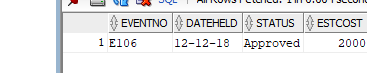 SQL | All Rows Fetched: 1 in 0.00
EVENTNO DATEHELD STATUS ESTCOST
1 E106 12-12-18 Approved 2000